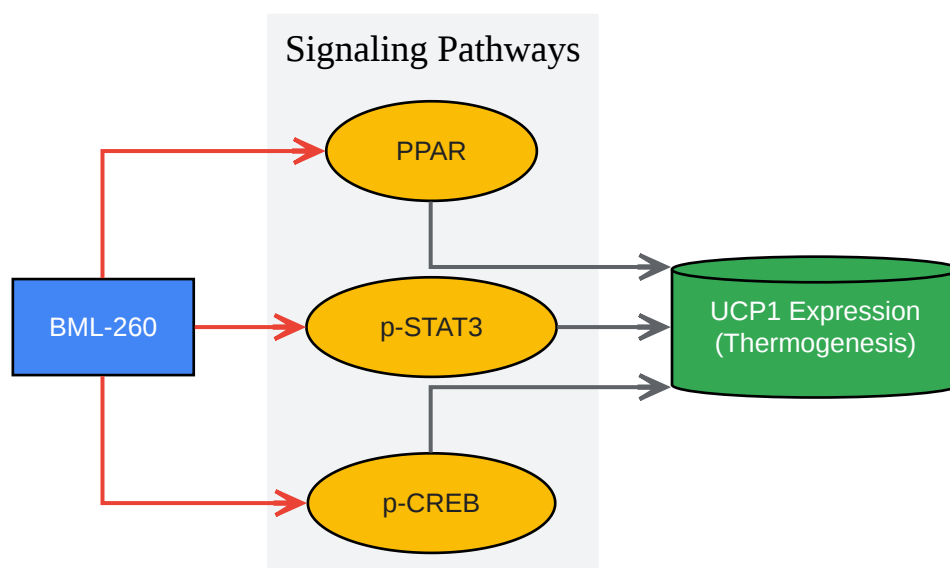 Signaling Pathways
PPAR
BML-260
p-STAT3
UCP1 Expression
(Thermogenesis)
p-CREB